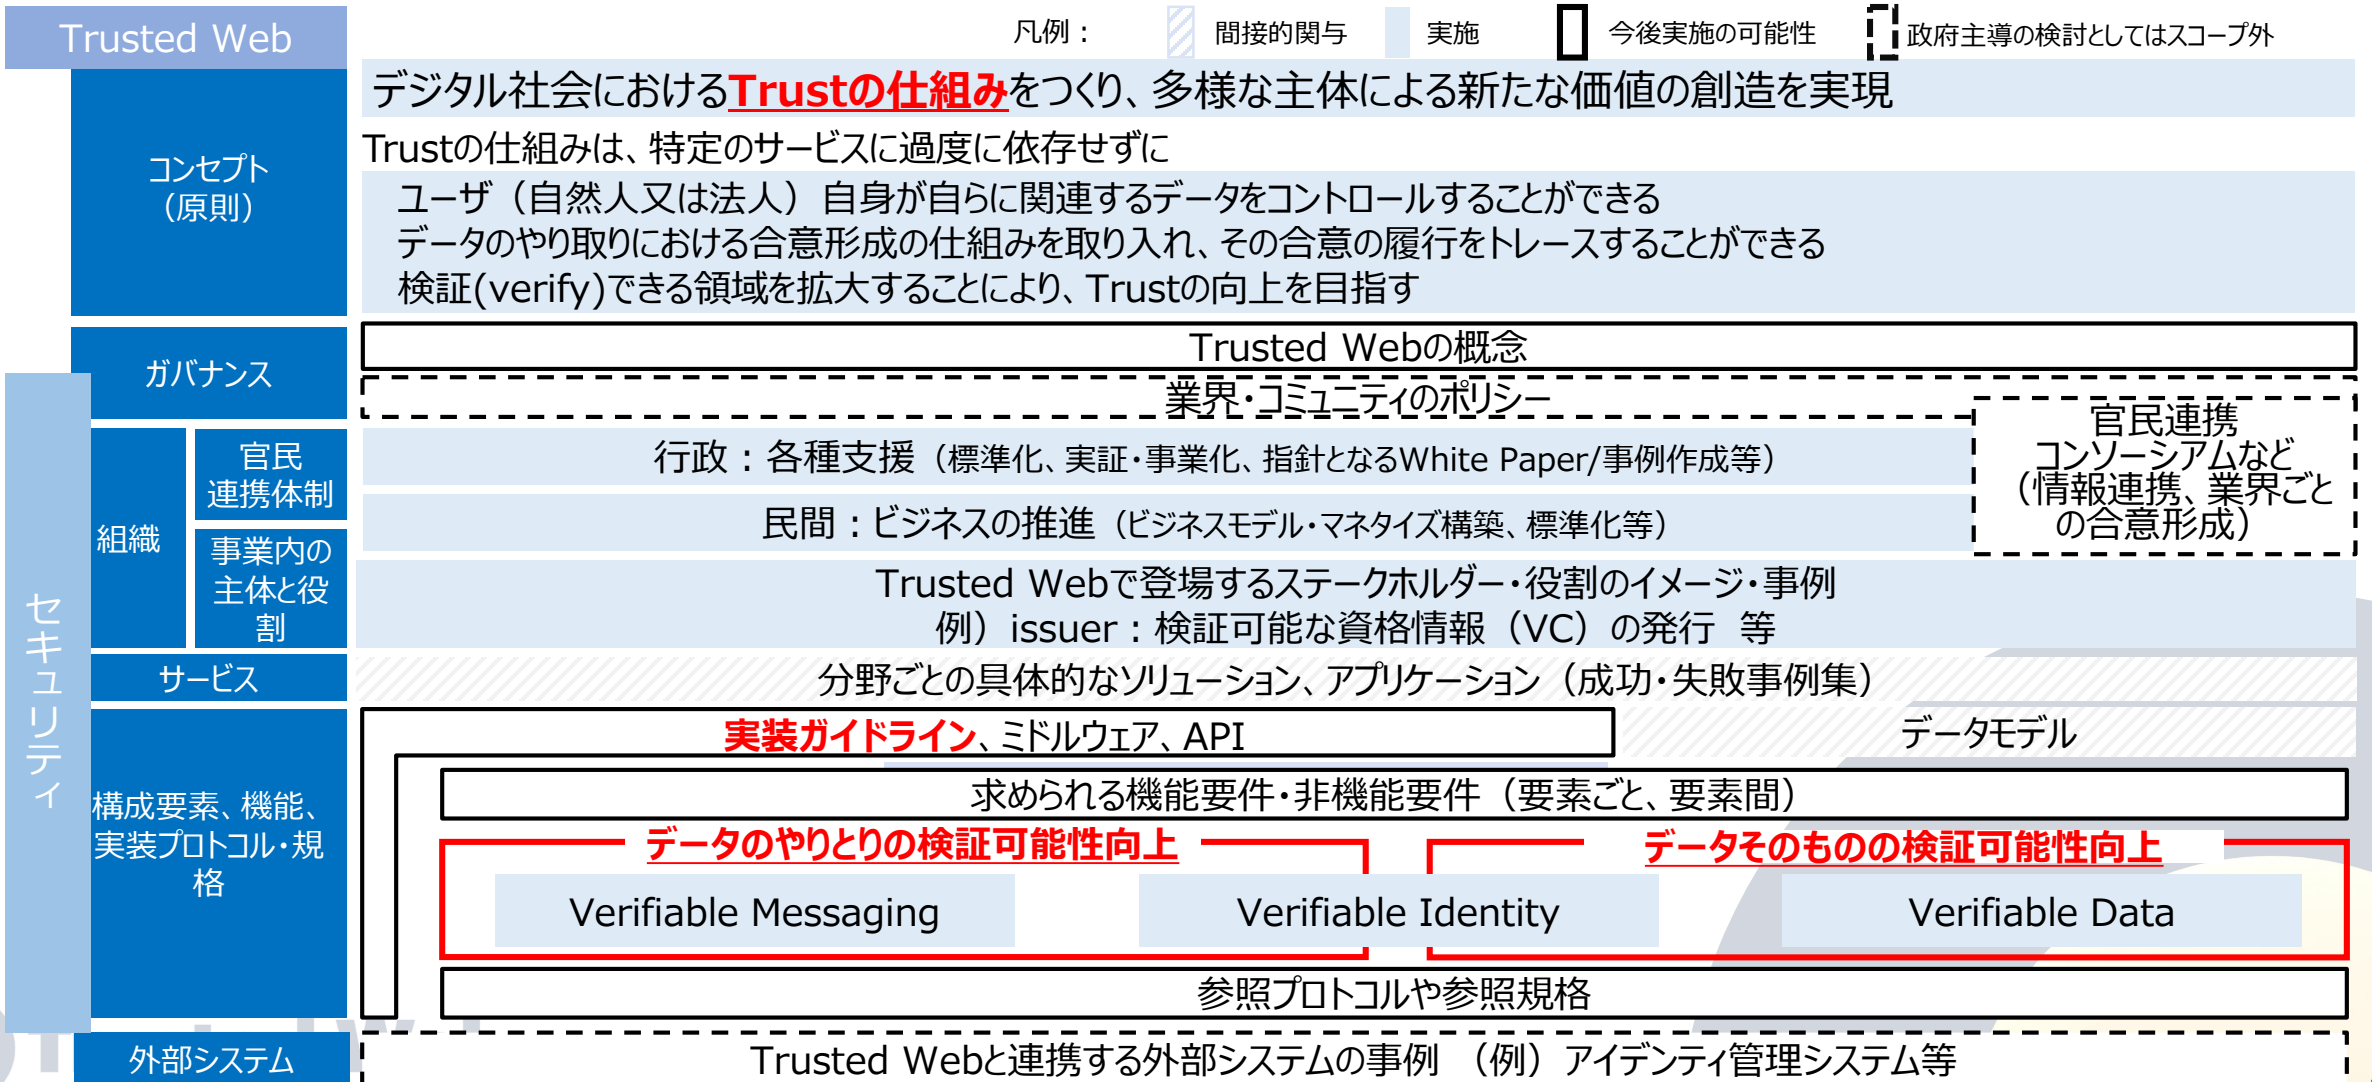 Trusted Web
凡例：
間接的関与
実施
今後実施の可能性
政府主導の検討としてはスコープ外
コンセプト
（原則）
デジタル社会におけるTrustの仕組みをつくり、多様な主体による新たな価値の創造を実現
Trustの仕組みは、特定のサービスに過度に依存せずに
ユーザ（自然人又は法人）自身が自らに関連するデータをコントロールすることができる
データのやり取りにおける合意形成の仕組みを取り入れ、その合意の履行をトレースすることができる
検証(verify)できる領域を拡大することにより、Trustの向上を目指す
ガバナンス
Trusted Webの概念
業界・コミュニティのポリシー
セキュリティ
組織
官民
連携体制
行政：各種支援（標準化、実証・事業化、指針となるWhite Paper/事例作成等）
民間：ビジネスの推進（ビジネスモデル・マネタイズ構築、標準化等）
官民連携
コンソーシアムなど
（情報連携、業界ごと
の合意形成）
事業内の
主体と役
割
Trusted Webで登場するステークホルダー・役割のイメージ・事例
例）issuer：検証可能な資格情報（VC）の発行 等
サービス
分野ごとの具体的なソリューション、アプリケーション（成功・失敗事例集）
構成要素、機能、
実装プロトコル・規
格
実装ガイドライン、ミドルウェア、API
データモデル
求められる機能要件・非機能要件（要素ごと、要素間）
データのやりとりの検証可能性向上
データそのものの検証可能性向上
Verifiable Messaging
Verifiable Identity
Verifiable Data
参照プロトコルや参照規格
外部システム
Trusted Webと連携する外部システムの事例 （例）アイデンティ管理システム等